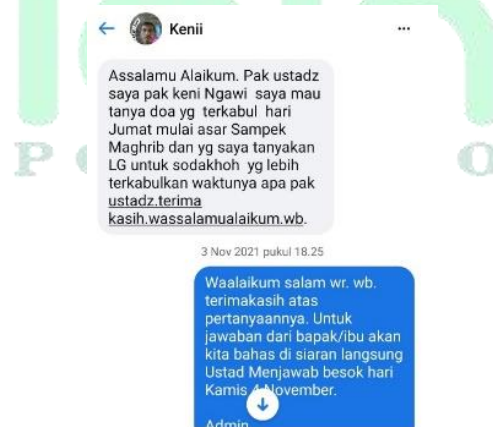 Kenii
Assalamu Alaikum. Pak ustadz
saya pak keni Ngawi saya mau
tanya doa yg terkabul hari
Jumat mulai asar Sampek
Maghrib dan yg saya tanyakan
LG untuk sodakhoh yg lebih
terkabulkan waktunya apa pak
ustadz.terima
kasih.wassalamualaikum.wb.
3 Nov 2021 pukul 18.25
Waalaikum salam wr. wb.
terimakasih atas
pertanyaannya. Untuk
jawaban dari bapak/ibu akan
kita bahas di siaran langsung
Ustad Menjawab besok hari
Kamis 4 November.
Admin
P O